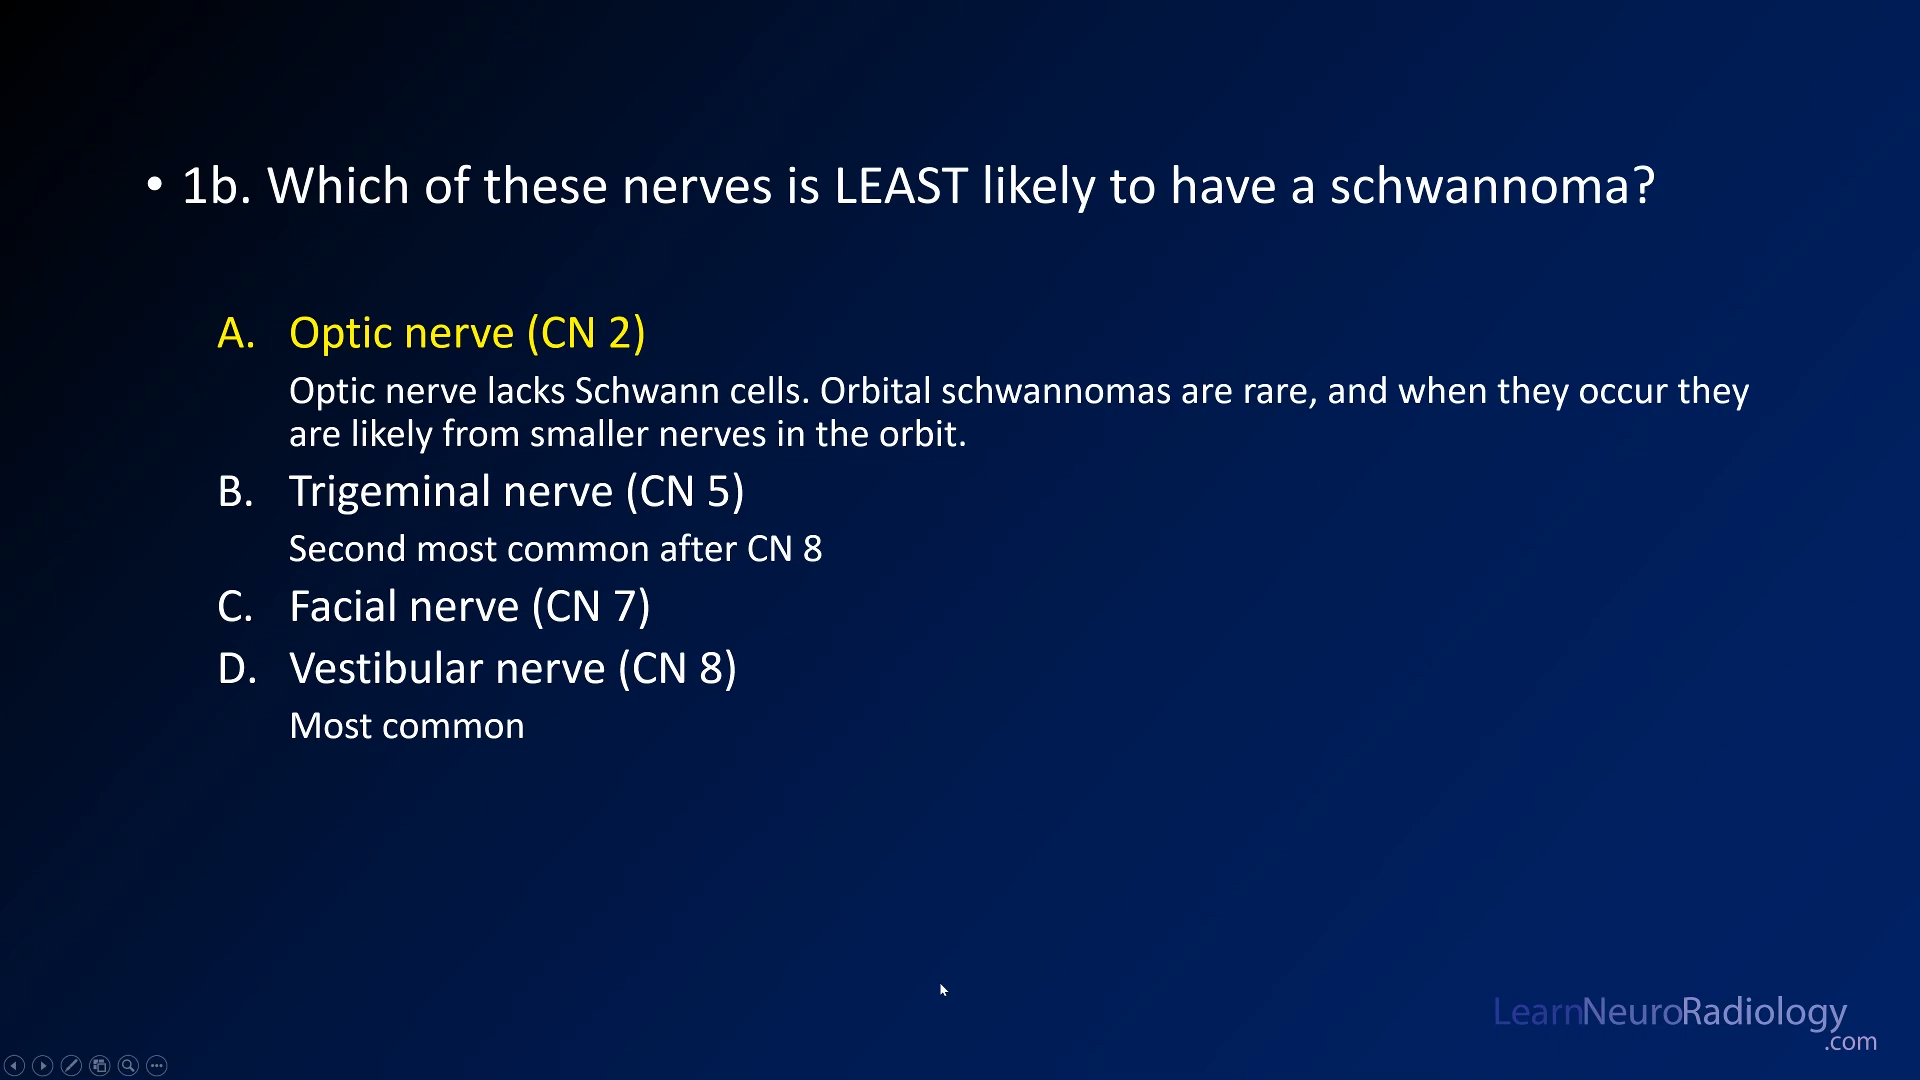 • 1b. Which of these nerves is LEAST likely to have a schwannoma?
A. Optic nerve (CN 2)
Optic nerve lacks Schwann cells. Orbital schwannomas are rare, and when they occur they
are likely from smaller nerves in the orbit.
B. Trigeminal nerve (CN 5)
Second most common after CN 8
C. Facial nerve (CN 7)
D. Vestibular nerve (CN 8)
Most common
LearnNeuroRadiology
.com